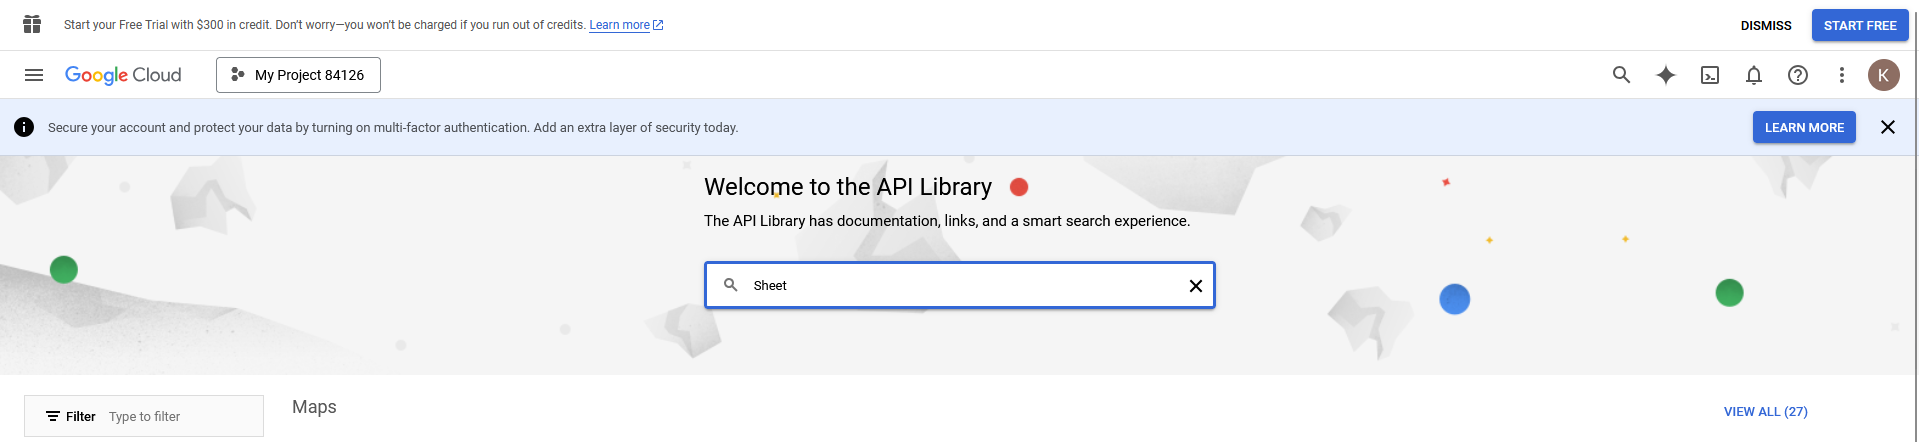 Start your Free Trial with $300 in credit. Don’t worry—you won’t be charged if you run out of credits. Learn more
DISMISS
START FREE
Google Cloud
My Project 84126
K
Secure your account and protect your data by turning on multi-factor authentication. Add an extra layer of security today.
LEARN MORE
Welcome to the API Library
The API Library has documentation, links, and a smart search experience.
Sheet
Filter Type to filter
Maps
VIEW ALL (27)